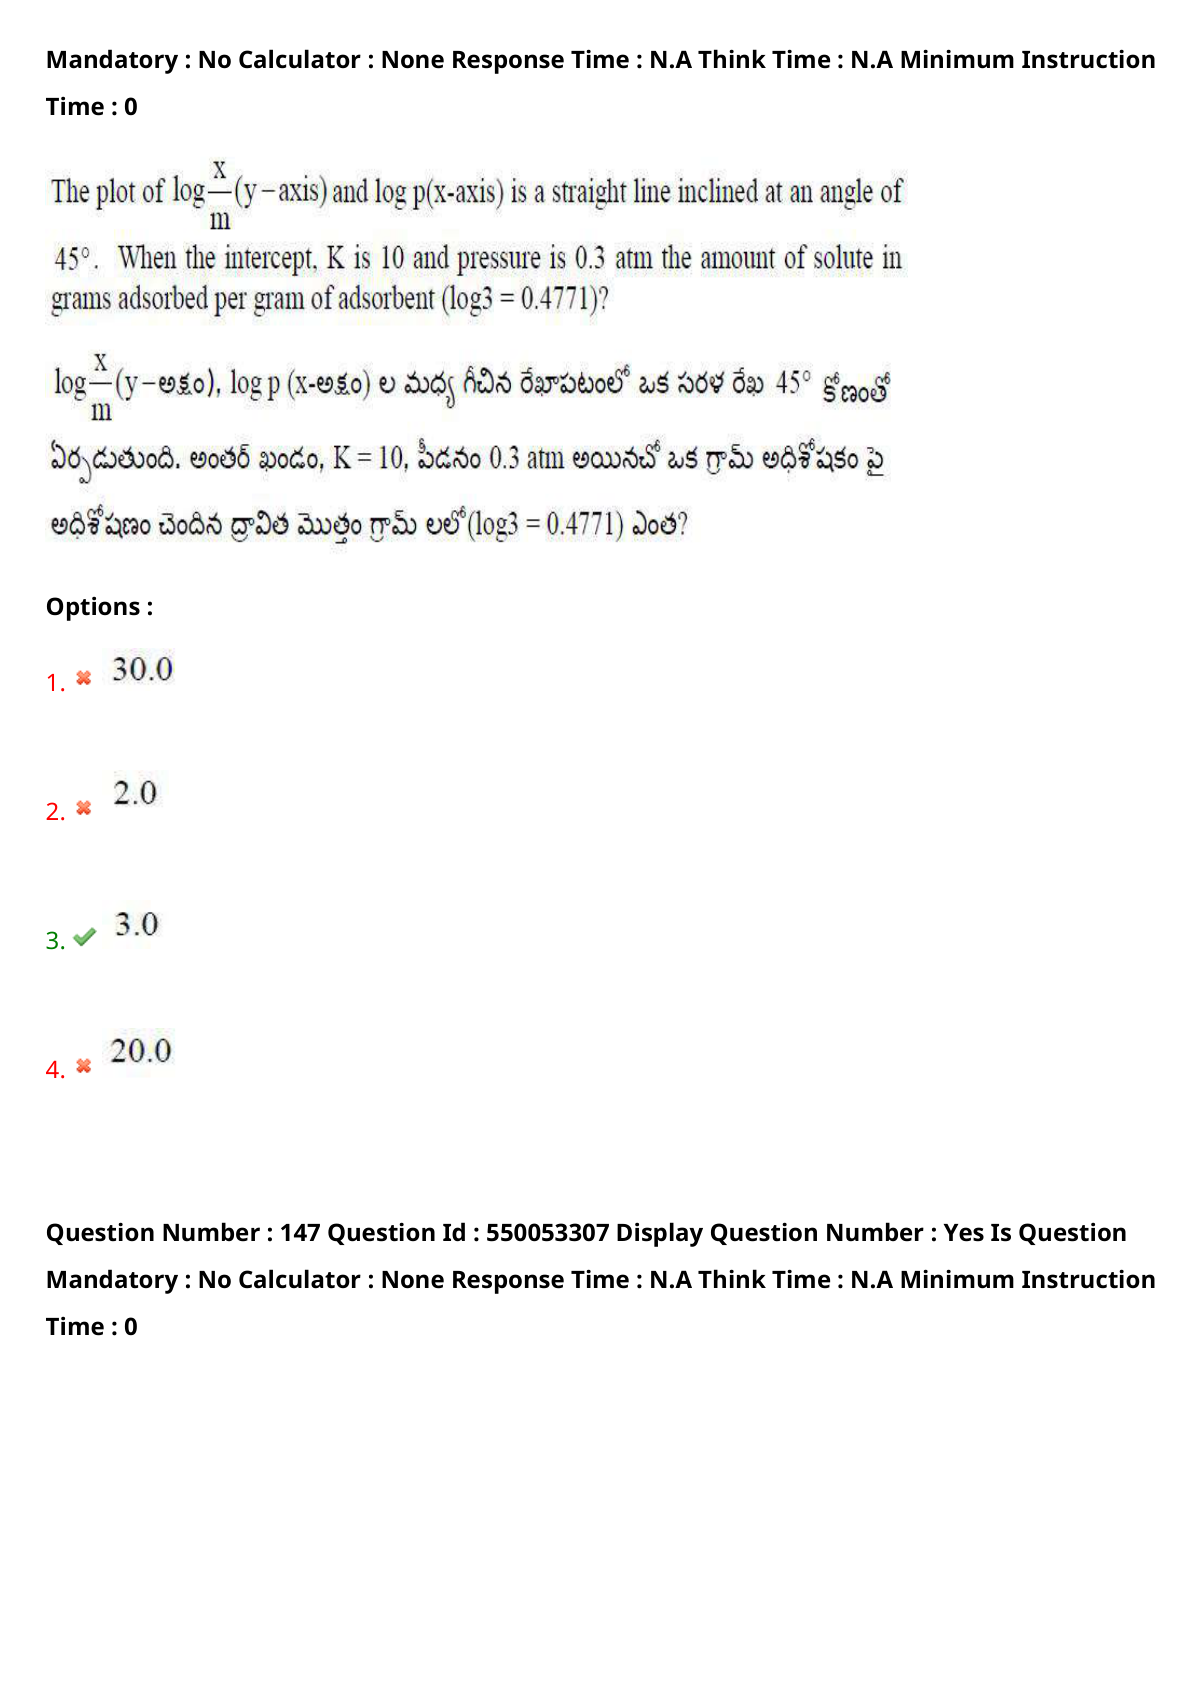 Mandatory : No Calculator : None Response Time : N.A Think Time : N.A Minimum Instruction
Time : 0
The plot of log x/m (y−axis) and log p(x-axis) is a straight line inclined at an angle of
45°. When the intercept, K is 10 and pressure is 0.3 atm the amount of solute in
grams adsorbed per gram of adsorbent (log3 = 0.4771)?
log x/m (y−అక్షం), log p (x-అక్షం) ల మధ్య గీచిన రేఖాపటంలో ఒక సరళ రేఖ 45° కోణంతో
ఏర్పడుతుంది. అంతర్ ఖండం, K = 10, పీడనం 0.3 atm అయినచో ఒక గ్రామ్ అధిశోషకం పై
అధిశోషణం చెందిన ద్రావిత మొత్తం గ్రామ్ లలో(log3 = 0.4771) ఎంత?
Options :
1. 30.0
2. 2.0
3. 3.0
4. 20.0
Question Number : 147 Question Id : 550053307 Display Question Number : Yes Is Question
Mandatory : No Calculator : None Response Time : N.A Think Time : N.A Minimum Instruction
Time : 0